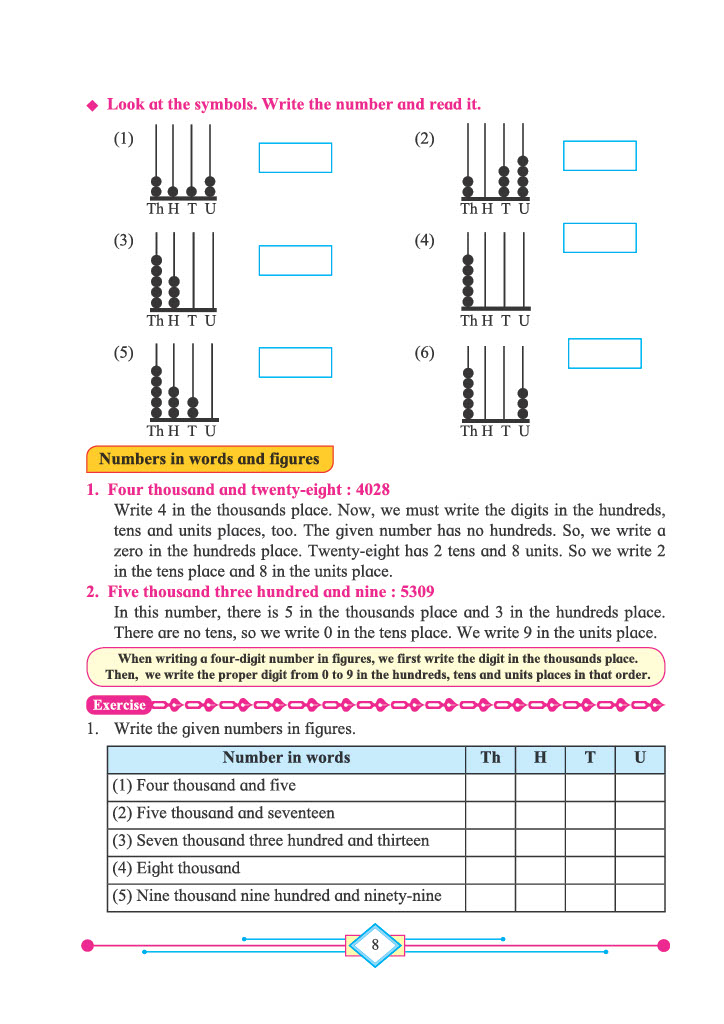 ◆ Look at the symbols. Write the number and read it.
(1)
Th H T U
(2)
Th H T U
(3)
Th H T U
(4)
Th H T U
(5)
Th H T U
(6)
Th H T U
Numbers in words and figures
1. Four thousand and twenty-eight : 4028
Write 4 in the thousands place. Now, we must write the digits in the hundreds,
tens and units places, too. The given number has no hundreds. So, we write a
zero in the hundreds place. Twenty-eight has 2 tens and 8 units. So we write 2
in the tens place and 8 in the units place.
2. Five thousand three hundred and nine : 5309
In this number, there is 5 in the thousands place and 3 in the hundreds place.
There are no tens, so we write 0 in the tens place. We write 9 in the units place.
When writing a four-digit number in figures, we first write the digit in the thousands place.
Then, we write the proper digit from 0 to 9 in the hundreds, tens and units places in that order.
Exercise
1. Write the given numbers in figures.
Number in words Th H T U
(1) Four thousand and five
(2) Five thousand and seventeen
(3) Seven thousand three hundred and thirteen
(4) Eight thousand
(5) Nine thousand nine hundred and ninety-nine
8